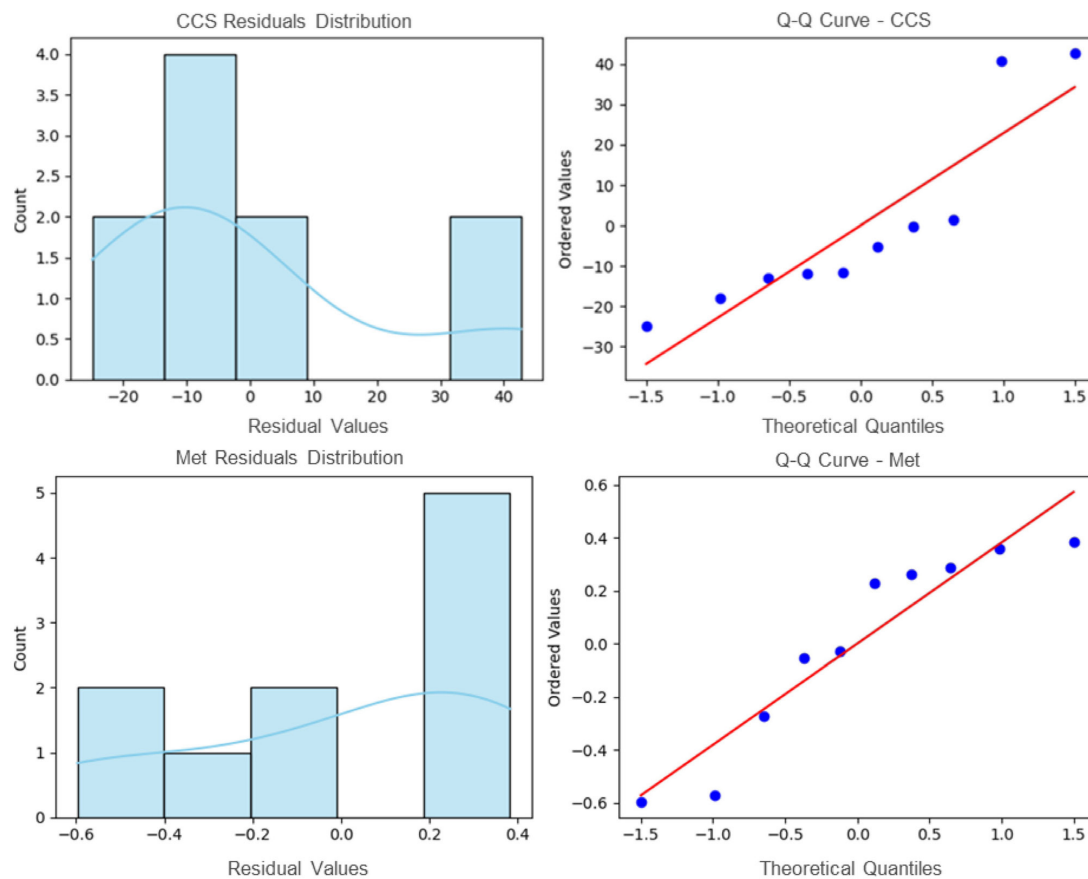 CCS Residuals Distribution
Count
4.0
3.5
3.0
2.5
2.0
1.5
1.0
0.5
0.0
-20 -10 0 10 20 30 40
Residual Values
Q-Q Curve - CCS
Ordered Values
40
30
20
10
0
-10
-20
-30
-1.5 -1.0 -0.5 0.0 0.5 1.0 1.5
Theoretical Quantiles
Met Residuals Distribution
Count
5
4
3
2
1
0
-0.6 -0.4 -0.2 0.0 0.2 0.4
Residual Values
Q-Q Curve - Met
Ordered Values
0.6
0.4
0.2
0.0
-0.2
-0.4
-0.6
-1.5 -1.0 -0.5 0.0 0.5 1.0 1.5
Theoretical Quantiles